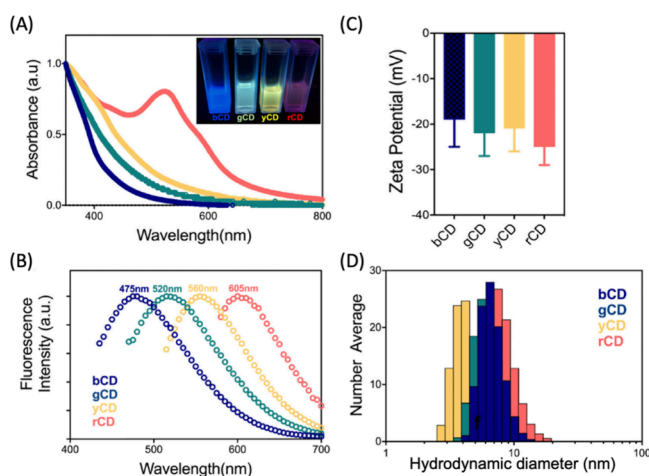 (A)
Absorbance (a.u)
1.0
0.5
0.0
400
600
800
Wavelength(nm)
bCD gCD yCD rCD
(B)
Fluorescence
Intensity (a.u.)
475nm 520nm 560nm 605nm
bCD
gCD
yCD
rCD
400
500
600
700
Wavelength(nm)
(C)
Zeta Potential (mV)
0
-10
-20
-30
-40
bCD
gCD
yCD
rCD
(D)
Number Average
30
20
10
0
bCD
gCD
yCD
rCD
1
10
100
Hydrodynamic diameter (nm)